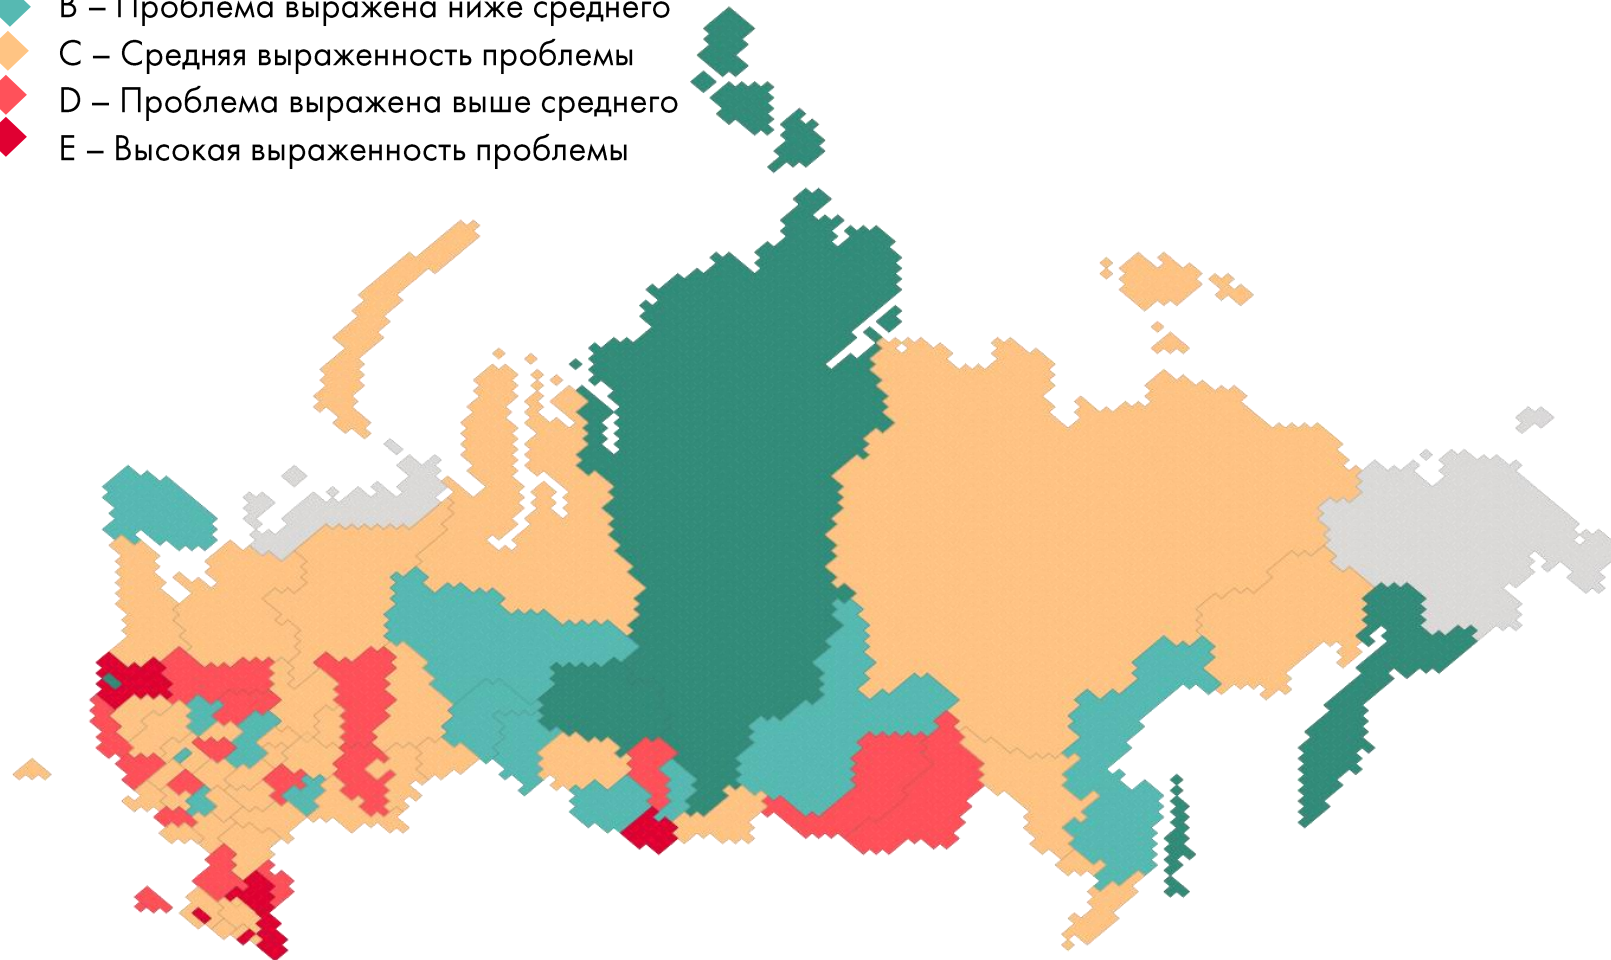 B – Проблема выражена ниже среднего
C – Средняя выраженность проблемы
D – Проблема выражена выше среднего
E – Высокая выраженность проблемы